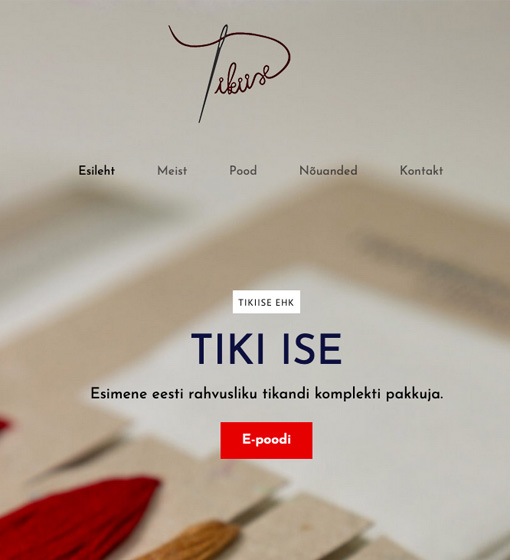 Tikiise
Esileht Meist Pood Nõuanded Kontakt
TIKIISE EHK
TIKI ISE
Esimene eesti rahvusliku tikandi komplekti pakkuja.
E-poodi